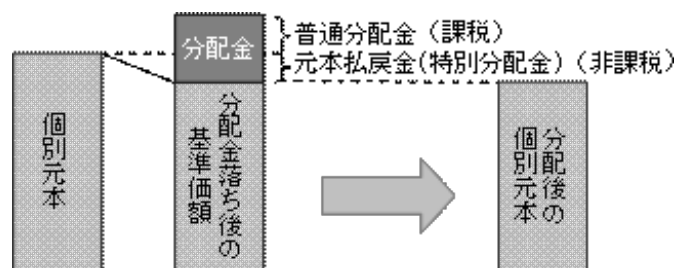 分配金
普通分配金（課税）
元本払戻金(特別分配金)（非課税）
個別元本
分配金落ち後の
基準価額
分配後の
個別元本